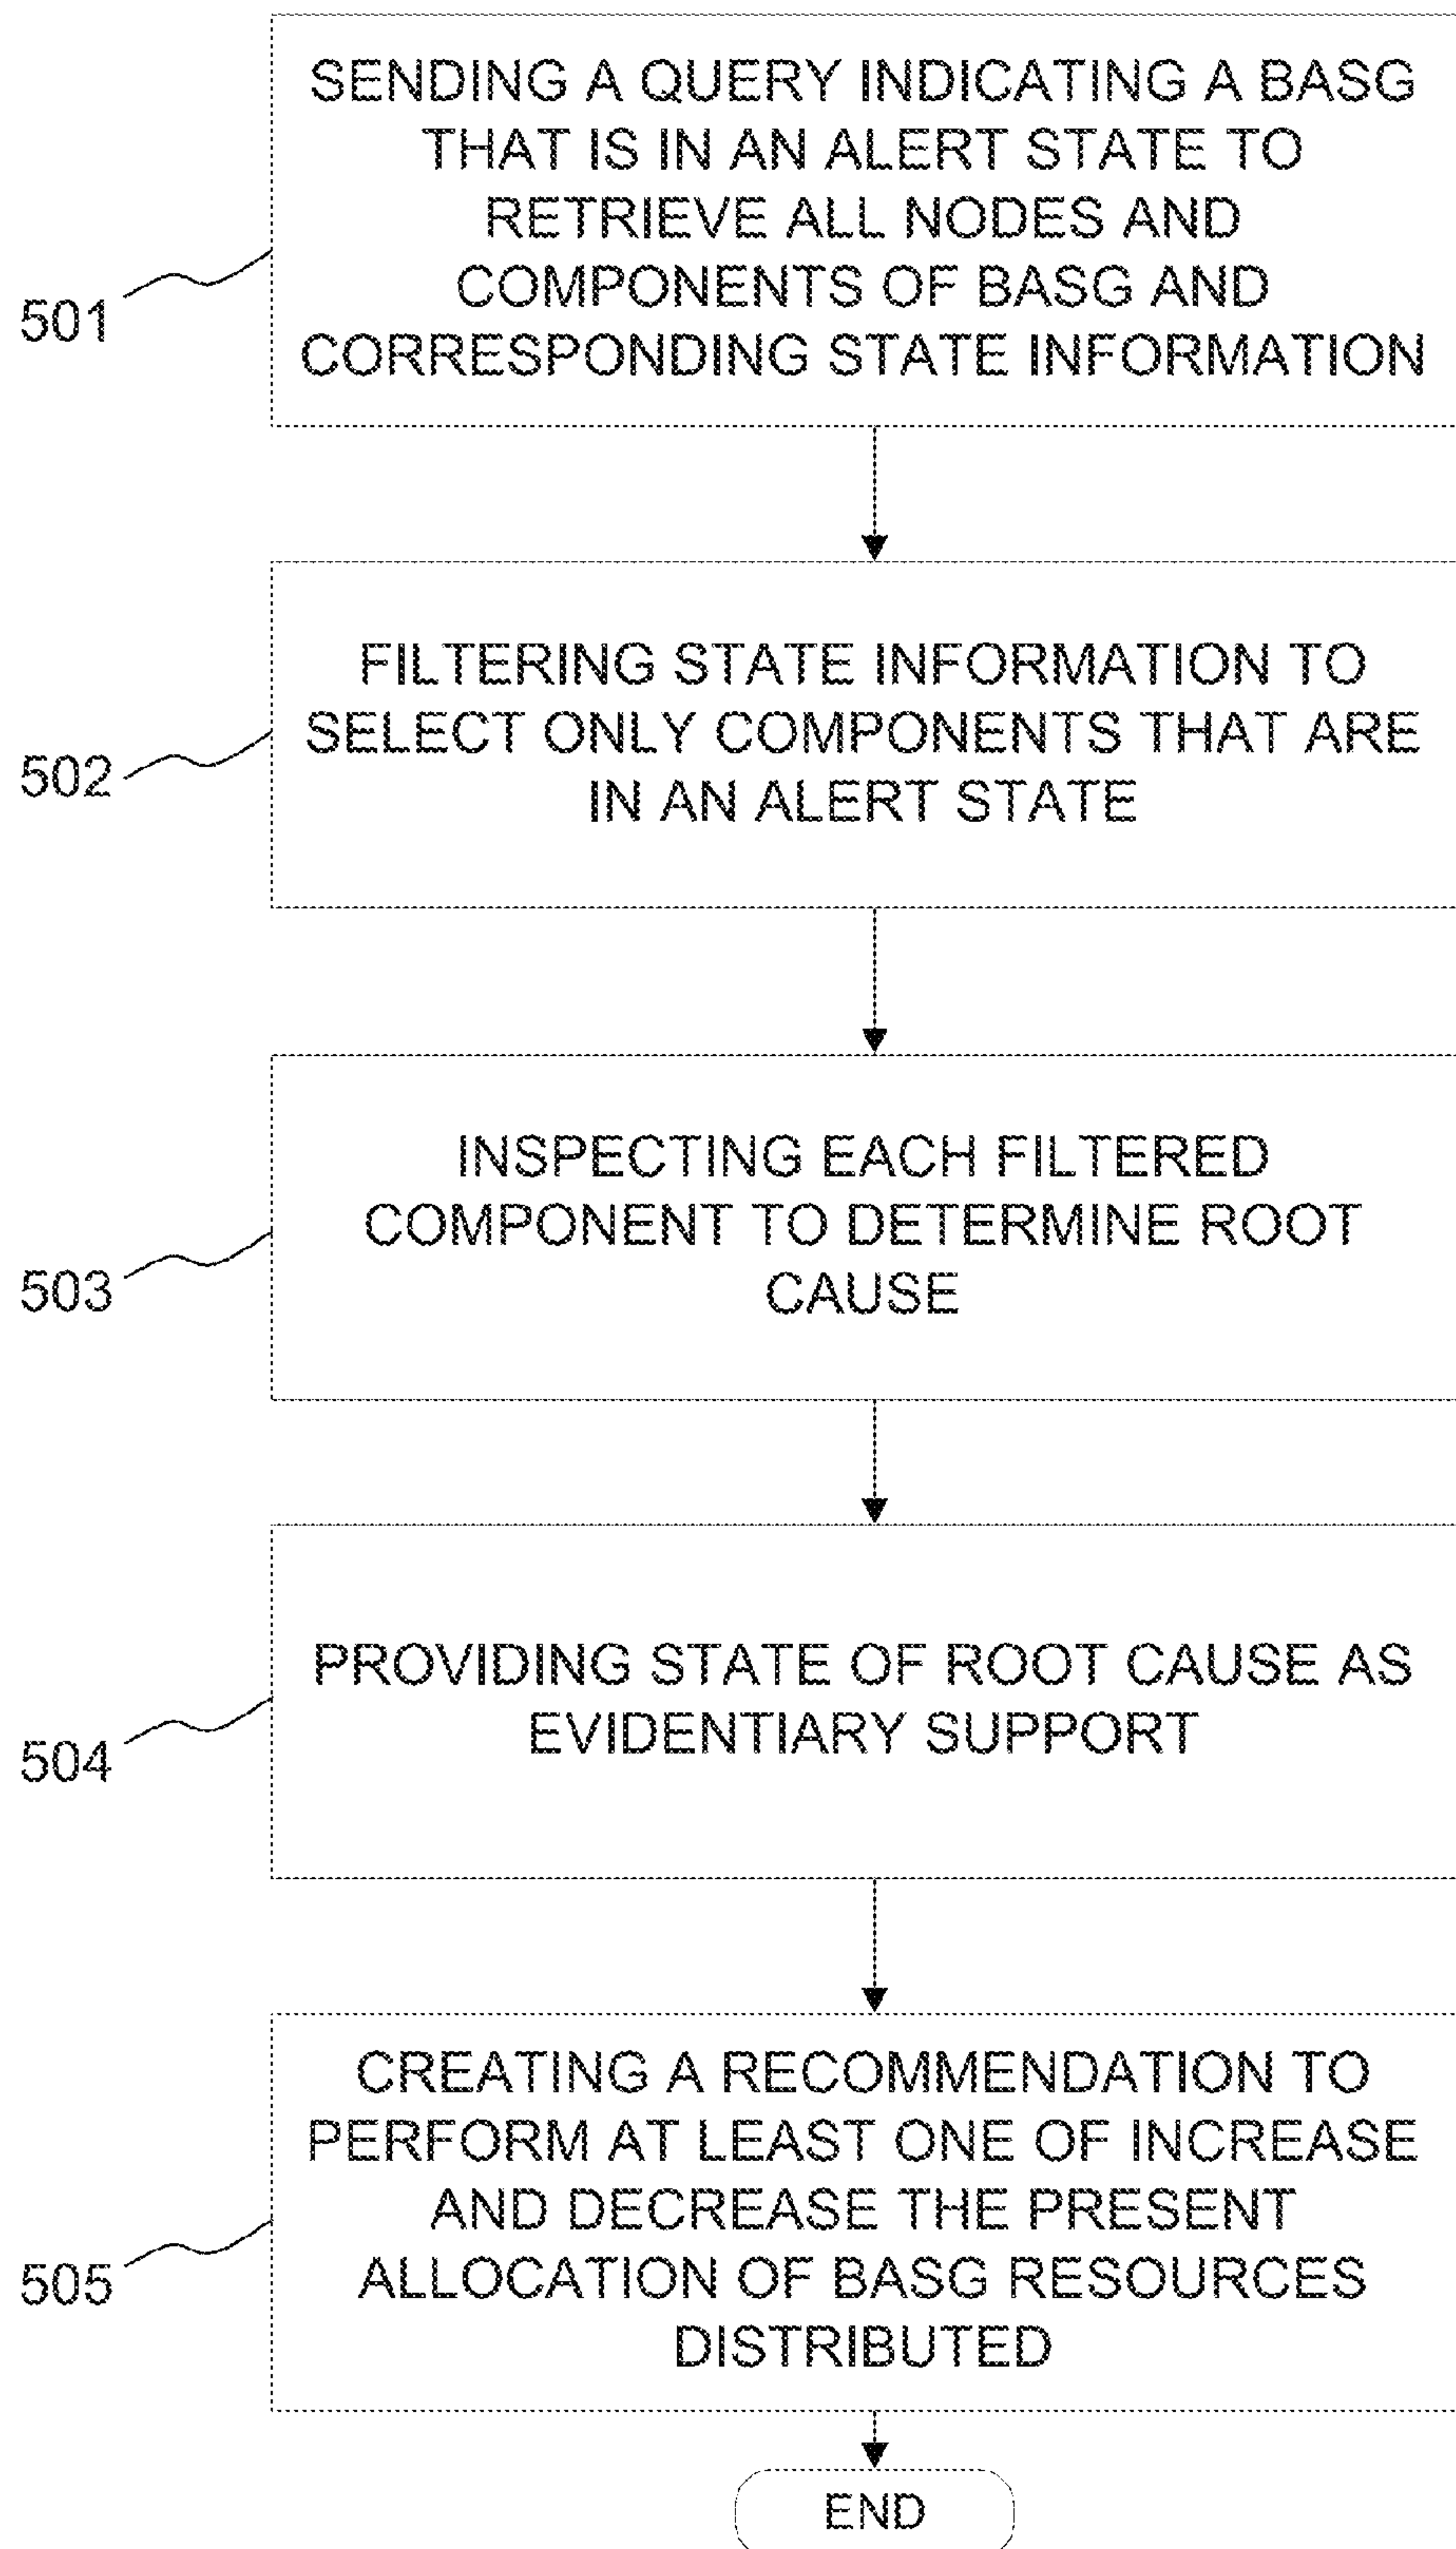 SENDING A QUERY INDICATING A BASG
THAT IS IN AN ALERT STATE TO
RETRIEVE ALL NODES AND
COMPONENTS OF BASG AND
CORRESPONDING STATE INFORMATION
501
FILTERING STATE INFORMATION TO
SELECT ONLY COMPONENTS THAT ARE
IN AN ALERT STATE
502
INSPECTING EACH FILTERED
COMPONENT TO DETERMINE ROOT
CAUSE
503
PROVIDING STATE OF ROOT CAUSE AS
EVIDENTIARY SUPPORT
504
CREATING A RECOMMENDATION TO
PERFORM AT LEAST ONE OF INCREASE
AND DECREASE THE PRESENT
ALLOCATION OF BASG RESOURCES
DISTRIBUTED
505
END